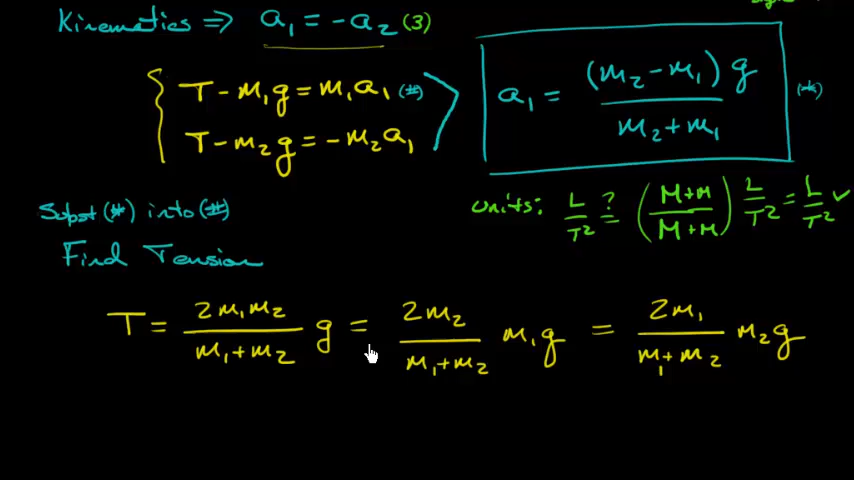 Kinematics ⇒ a₁ = -a₂ (3)
T - m₁g = m₁a₁ (#)
T - m₂g = -m₂a₁
a₁ = (m₂ - m₁)g / (m₂ + m₁) (*)
Units: L/T² ?= ((M+M)/(M+M)) L/T² = L/T² ✓
Subst (*) into (#)
Find Tension
T = 2m₁m₂/(m₁+m₂) g = 2m₂/(m₁+m₂) m₁g = 2m₁/(m₁+m₂) m₂g